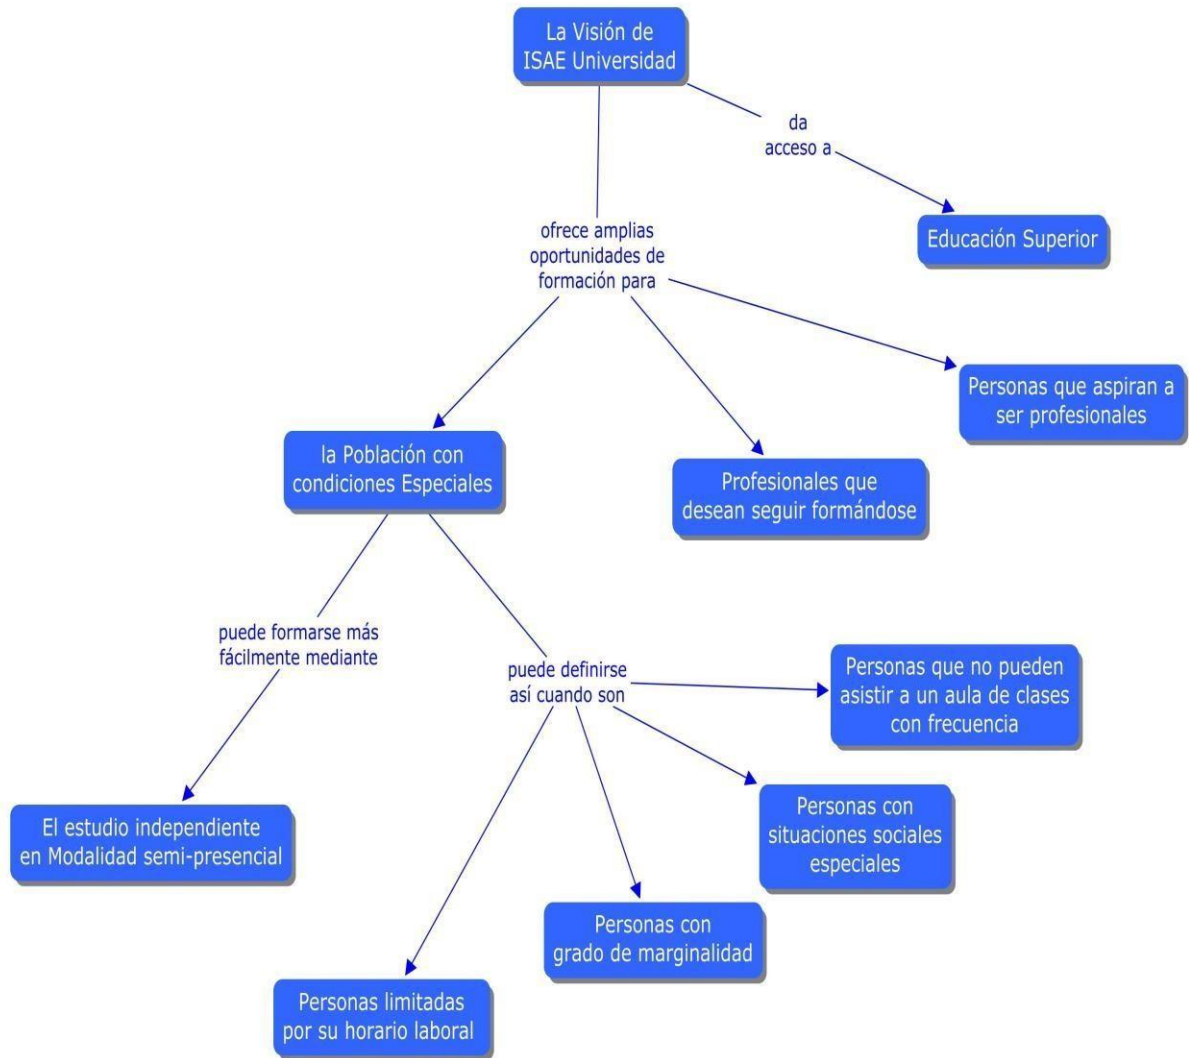 La Visión de
ISAE Universidad
da
acceso a
Educación Superior
ofrece amplias
oportunidades de
formación para
Personas que aspiran a
ser profesionales
la Población con
condiciones Especiales
Profesionales que
desean seguir formándose
puede formarse más
fácilmente mediante
puede definirse
así cuando son
Personas que no pueden
asistir a un aula de clases
con frecuencia
El estudio independiente
en Modalidad semi-presencial
Personas con
situaciones sociales
especiales
Personas con
grado de marginalidad
Personas limitadas
por su horario laboral